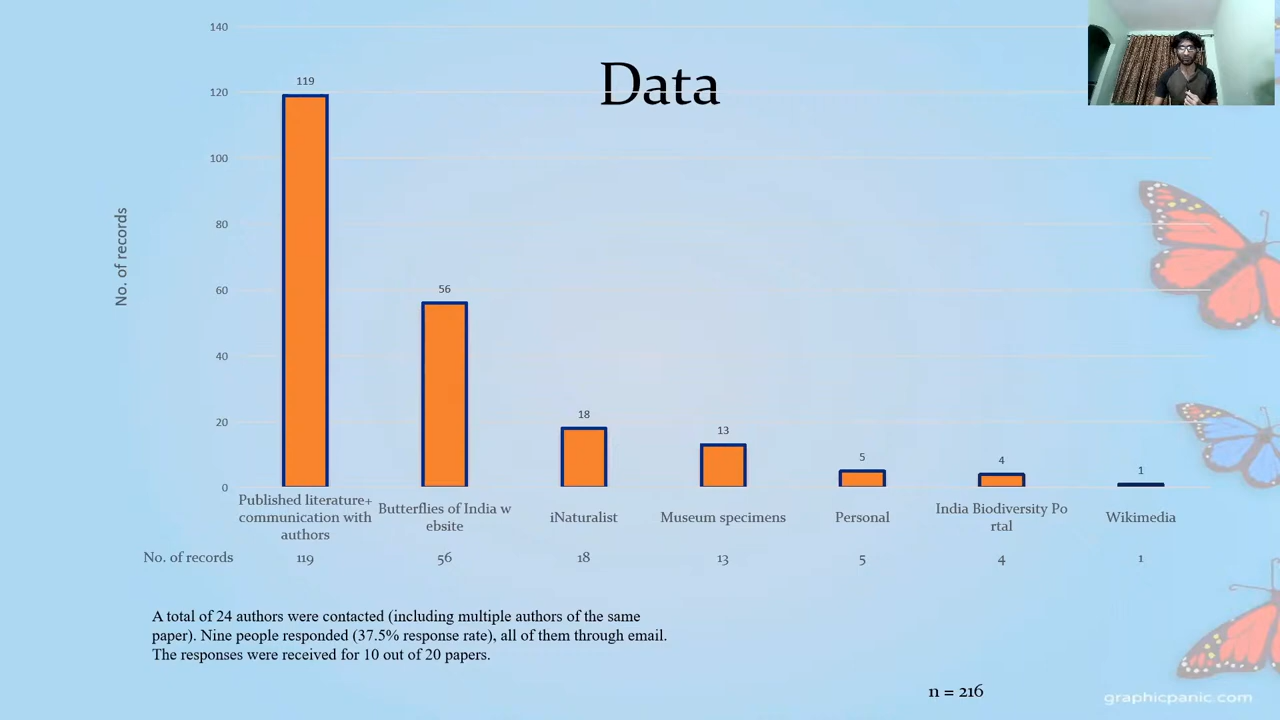 Data
140
120
100
80
60
40
20
0
No. of records
119
56
18
13
5
4
1
Published literature+
communication with
authors
Butterflies of India w
ebsite
iNaturalist
Museum specimens
Personal
India Biodiversity Po
rtal
Wikimedia
No. of records 119 56 18 13 5 4 1
A total of 24 authors were contacted (including multiple authors of the same
paper). Nine people responded (37.5% response rate), all of them through email.
The responses were received for 10 out of 20 papers.
n = 216
graphicpanic.com